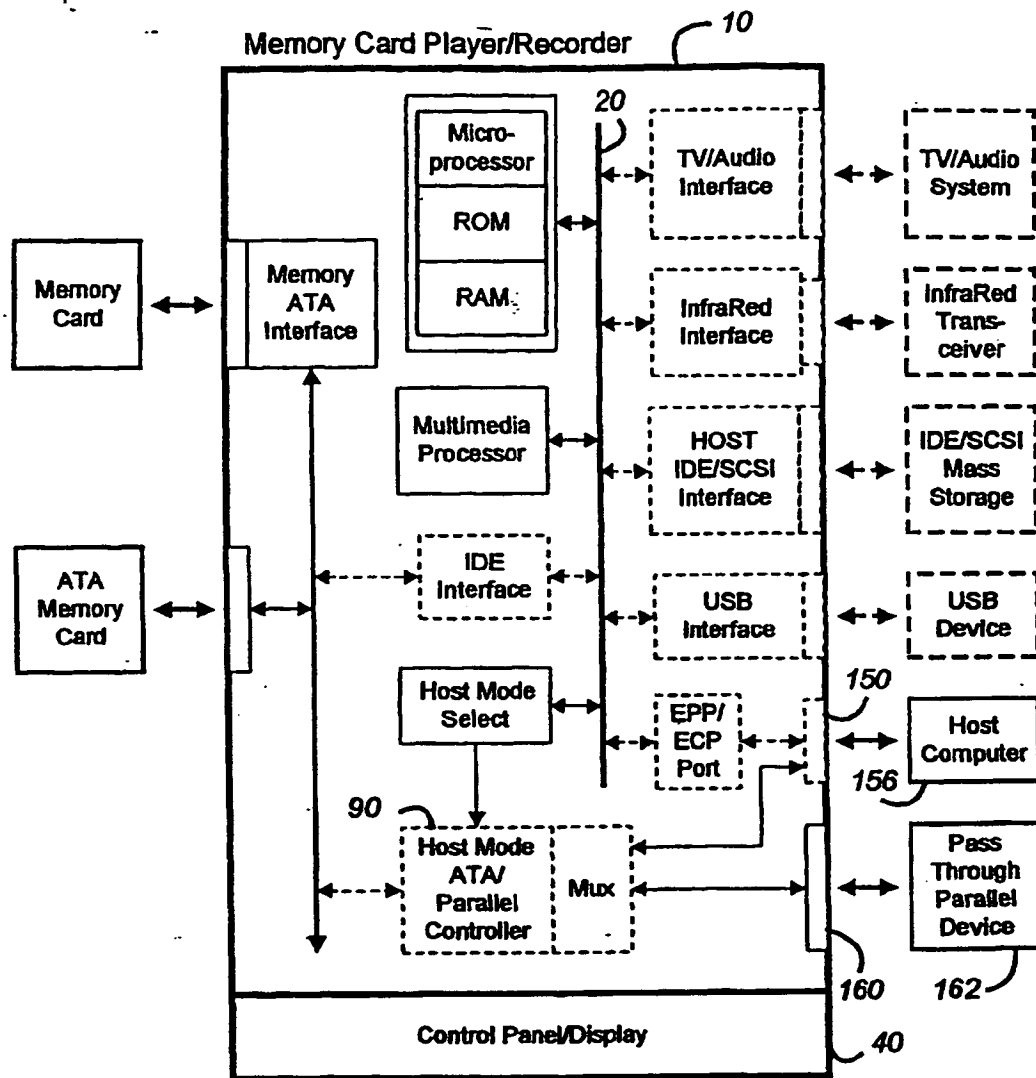 Memory Card Player/Recorder
10
20
Micro-
processor
ROM
RAM
TV/Audio
Interface
TV/Audio
System
Memory
Card
Memory
ATA
Interface
InfraRed
Interface
InfraRed
Trans-
ceiver
Multimedia
Processor
HOST
IDE/SCSI
Interface
IDE/SCSI
Mass
Storage
ATA
Memory
Card
IDE
Interface
USB
Interface
USB
Device
150
Host Mode
Select
EPP/
ECP
Port
Host
Computer
156
90
Host Mode
ATA/
Parallel
Controller
Mux
Pass
Through
Parallel
Device
160
162
Control Panel/Display
40